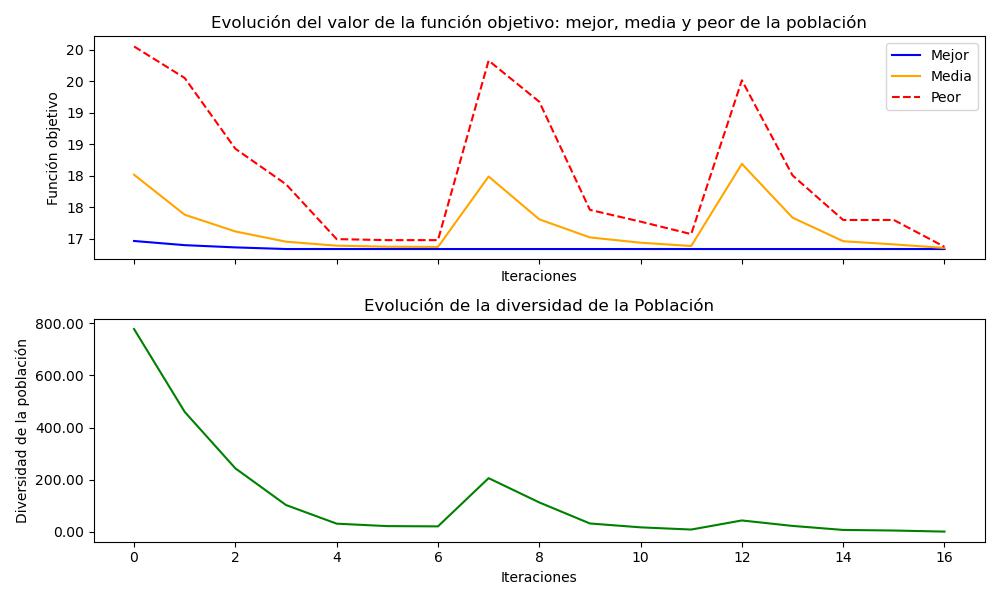 Evolución del valor de la función objetivo: mejor, media y peor de la población
Función objetivo
20
20
19
19
18
18
17
Mejor
Media
Peor
Iteraciones
Evolución de la diversidad de la Población
Diversidad de la población
800.00
600.00
400.00
200.00
0.00
0 2 4 6 8 10 12 14 16
Iteraciones